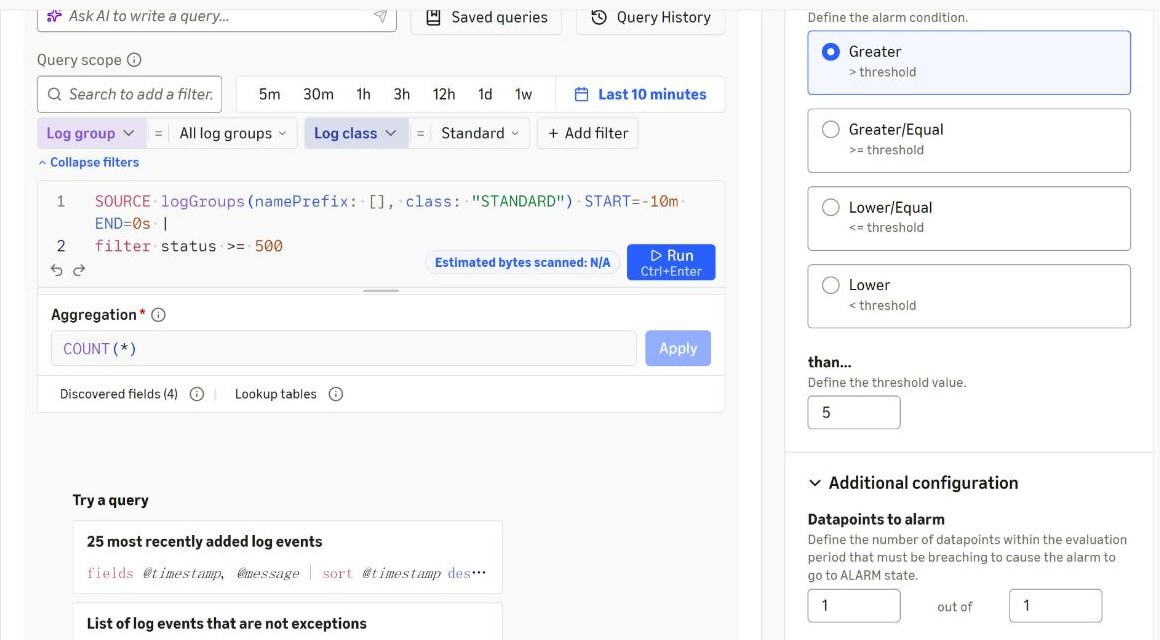 Ask AI to write a query...
Saved queries
Query History
Query scope
Search to add a filter.
5m 30m 1h 3h 12h 1d 1w
Last 10 minutes
Log group = All log groups
Log class = Standard
+ Add filter
Collapse filters
1 SOURCE logGroups(namePrefix: [], class: "STANDARD") START=-10m
END=0s |
2 filter status >= 500
Estimated bytes scanned: N/A
Run
Ctrl+Enter
Aggregation *
COUNT(*)
Apply
Discovered fields (4)
Lookup tables
Try a query
25 most recently added log events
fields @timestamp, @message | sort @timestamp des…
List of log events that are not exceptions
Define the alarm condition.
Greater
> threshold
Greater/Equal
>= threshold
Lower/Equal
<= threshold
Lower
< threshold
than...
Define the threshold value.
5
Additional configuration
Datapoints to alarm
Define the number of datapoints within the evaluation
period that must be breaching to cause the alarm to
go to ALARM state.
1 out of 1